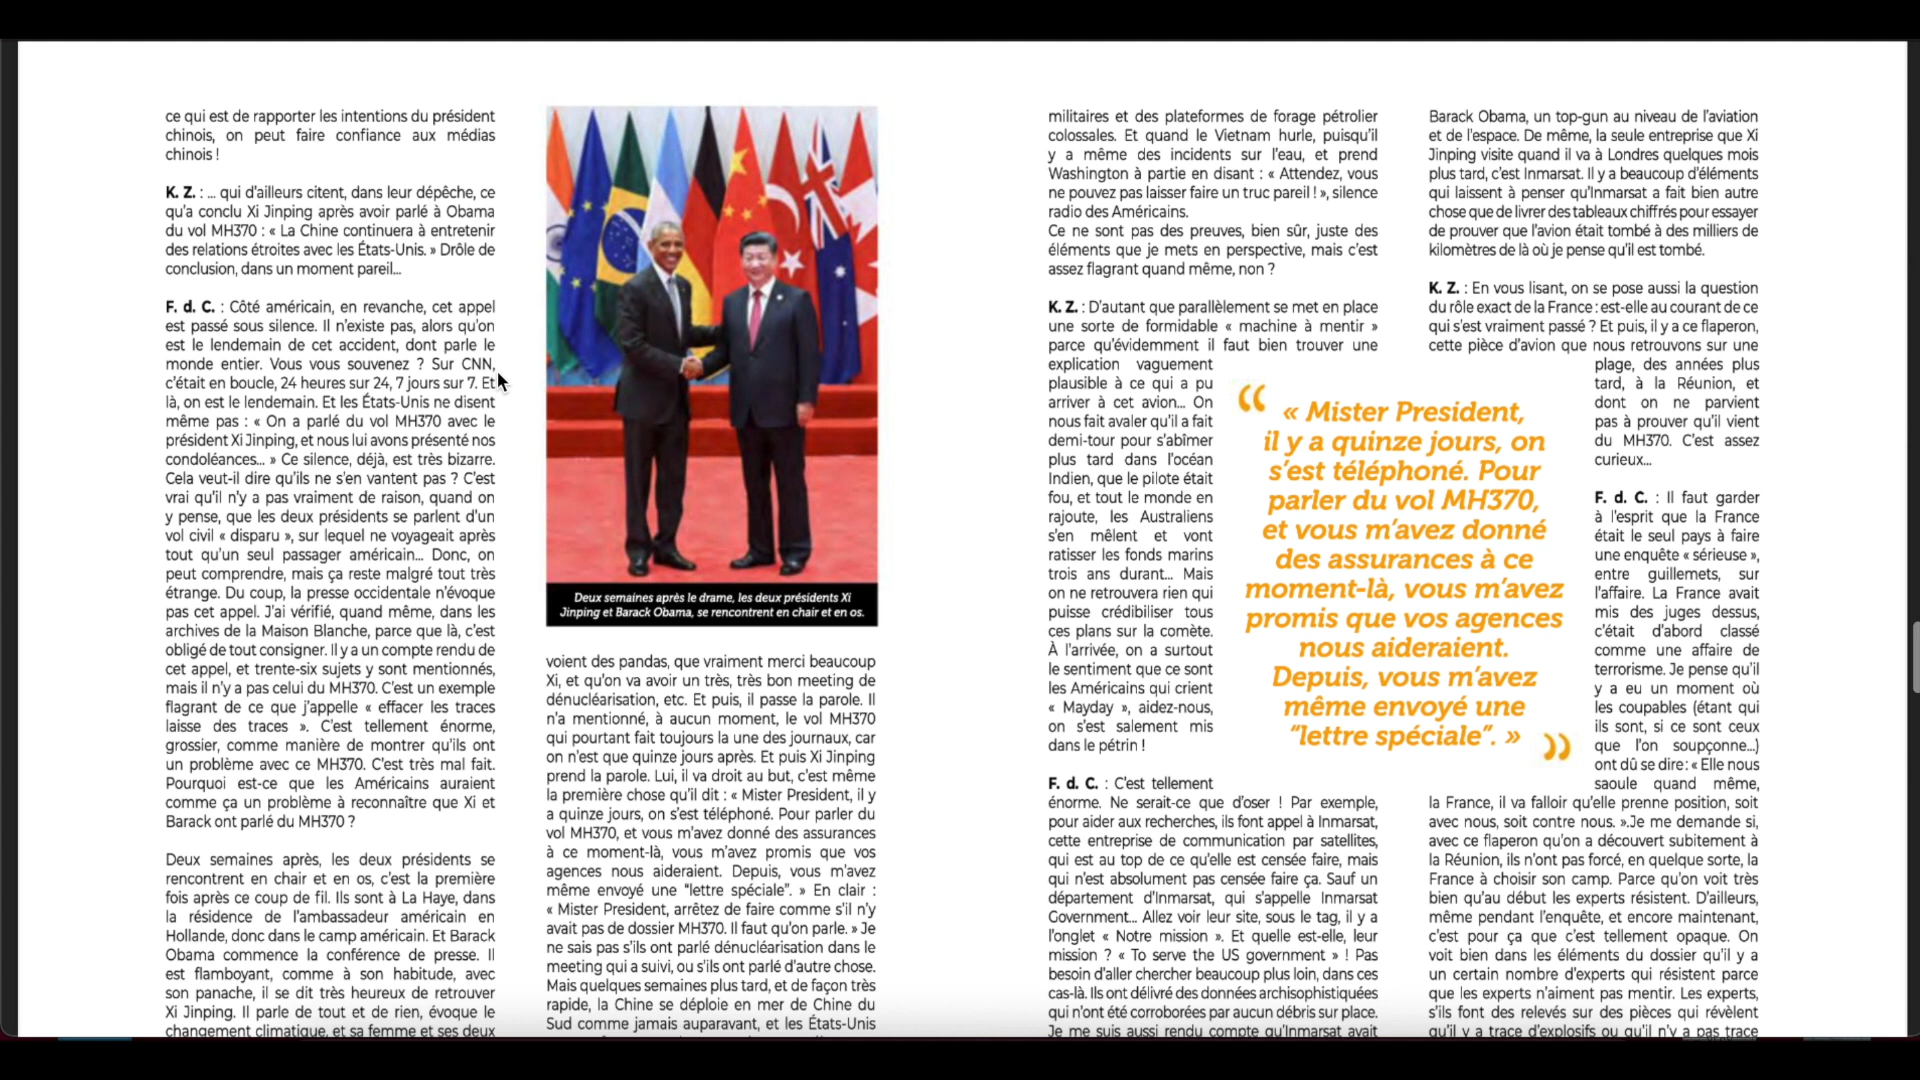 ce qui est de rapporter les intentions du président
chinois, on peut faire confiance aux médias
chinois !
K. Z. : ... qui d'ailleurs citent, dans leur dépêche, ce
qu'a conclu Xi Jinping après avoir parlé à Obama
du vol MH370 : « La Chine continuera à entretenir
des relations étroites avec les États-Unis. » Drôle de
conclusion, dans un moment pareil...
F. d. C. : Côté américain, en revanche, cet appel
est passé sous silence. Il n'existe pas, alors qu'on
est le lendemain de cet accident, dont parle le
monde entier. Vous vous souvenez ? Sur CNN,
c'était en boucle, 24 heures sur 24, 7 jours sur 7. Et
là, on est le lendemain. Et les États-Unis ne disent
même pas : « On a parlé du vol MH370 avec le
président Xi Jinping, et nous lui avons présenté nos
condoléances... » Ce silence, déjà, est très bizarre.
Cela veut-il dire qu'ils ne s'en vantent pas ? C'est
vrai qu'il n'y a pas vraiment de raison, quand on
y pense, que les deux présidents se parlent d'un
vol civil « disparu », sur lequel ne voyageait après
tout qu'un seul passager américain... Donc, on
peut comprendre, mais ça reste malgré tout très
étrange. Du coup, la presse occidentale n'évoque
pas cet appel. J'ai vérifié, quand même, dans les
archives de la Maison Blanche, parce que là, c'est
obligé de tout consigner. Il y a un compte rendu de
cet appel, et trente-six sujets y sont mentionnés,
mais il n'y a pas celui du MH370. C'est un exemple
flagrant de ce que j'appelle « effacer les traces
laisse des traces ». C'est tellement énorme,
grossier, comme manière de montrer qu'ils ont
un problème avec ce MH370. C'est très mal fait.
Pourquoi est-ce que les Américains auraient
comme ça un problème à reconnaître que Xi et
Barack ont parlé du MH370 ?
Deux semaines après, les deux présidents se
rencontrent en chair et en os, c'est la première
fois après ce coup de fil. Ils sont à La Haye, dans
la résidence de l'ambassadeur américain en
Hollande, donc dans le camp américain. Et Barack
Obama commence la conférence de presse. Il
est flamboyant, comme à son habitude, avec
son panache, il se dit très heureux de retrouver
Xi Jinping. Il parle de tout et de rien, évoque le
changement climatique, et sa femme et ses deux
Deux semaines après le drame, les deux présidents Xi
Jinping et Barack Obama, se rencontrent en chair et en os.
voient des pandas, que vraiment merci beaucoup
Xi, et qu'on va avoir un très, très bon meeting de
dénucléarisation, etc. Et puis, il passe la parole. Il
n'a mentionné, à aucun moment, le vol MH370
qui pourtant fait toujours la une des journaux, car
on n'est que quinze jours après. Et puis Xi Jinping
prend la parole. Lui, il va droit au but, c'est même
la première chose qu'il dit : « Mister President, il y
a quinze jours, on s'est téléphoné. Pour parler du
vol MH370, et vous m'avez donné des assurances
à ce moment-là, vous m'avez promis que vos
agences nous aideraient. Depuis, vous m'avez
même envoyé une “lettre spéciale”. » En clair :
« Mister President, arrêtez de faire comme s'il n'y
avait pas de dossier MH370. Il faut qu'on parle. » Je
ne sais pas s'ils ont parlé dénucléarisation dans le
meeting qui a suivi, ou s'ils ont parlé d'autre chose.
Mais quelques semaines plus tard, et de façon très
rapide, la Chine se déploie en mer de Chine du
Sud comme jamais auparavant, et les États-Unis
militaires et des plateformes de forage pétrolier
colossales. Et quand le Vietnam hurle, puisqu'il
y a même des incidents sur l'eau, et prend
Washington à partie en disant : « Attendez, vous
ne pouvez pas laisser faire un truc pareil ! », silence
radio des Américains.
Ce ne sont pas des preuves, bien sûr, juste des
éléments que je mets en perspective, mais c'est
assez flagrant quand même, non ?
K. Z. : D'autant que parallèlement se met en place
une sorte de formidable « machine à mentir »
parce qu'évidemment il faut bien trouver une
explication vaguement
plausible à ce qui a pu
arriver à cet avion... On
nous fait avaler qu'il a fait
demi-tour pour s'abîmer
plus tard dans l'océan
Indien, que le pilote était
fou, et tout le monde en
rajoute, les Australiens
s'en mêlent et vont
ratisser les fonds marins
trois ans durant... Mais
on ne retrouvera rien qui
puisse crédibiliser tous
ces plans sur la comète.
À l'arrivée, on a surtout
le sentiment que ce sont
les Américains qui crient
« Mayday », aidez-nous,
on s'est salement mis
dans le pétrin !
F. d. C. : C'est tellement
énorme. Ne serait-ce que d'oser ! Par exemple,
pour aider aux recherches, ils font appel à Inmarsat,
cette entreprise de communication par satellites,
qui est au top de ce qu'elle est censée faire, mais
qui n'est absolument pas censée faire ça. Sauf un
département d'Inmarsat, qui s'appelle Inmarsat
Government... Allez voir leur site, sous le tag, il y a
l'onglet « Notre mission ». Et quelle est-elle, leur
mission ? « To serve the US government » ! Pas
besoin d'aller chercher beaucoup plus loin, dans ces
cas-là. Ils ont délivré des données archisophistiquées
qui n'ont été corroborées par aucun débris sur place.
Je me suis aussi rendu compte qu'Inmarsat avait
“ « Mister President,
il y a quinze jours, on
s'est téléphoné. Pour
parler du vol MH370,
et vous m'avez donné
des assurances à ce
moment-là, vous m'avez
promis que vos agences
nous aideraient.
Depuis, vous m'avez
même envoyé une
“lettre spéciale”. » ”
Barack Obama, un top-gun au niveau de l'aviation
et de l'espace. De même, la seule entreprise que Xi
Jinping visite quand il va à Londres quelques mois
plus tard, c'est Inmarsat. Il y a beaucoup d'éléments
qui laissent à penser qu'Inmarsat a fait bien autre
chose que de livrer des tableaux chiffrés pour essayer
de prouver que l'avion était tombé à des milliers de
kilomètres de là où je pense qu'il est tombé.
K. Z. : En vous lisant, on se pose aussi la question
du rôle exact de la France : est-elle au courant de ce
qui s'est vraiment passé ? Et puis, il y a ce flaperon,
cette pièce d'avion que nous retrouvons sur une
plage, des années plus
tard, à la Réunion, et
dont on ne parvient
pas à prouver qu'il vient
du MH370. C'est assez
curieux...
F. d. C. : Il faut garder
à l'esprit que la France
était le seul pays à faire
une enquête « sérieuse »,
entre guillemets, sur
l'affaire. La France avait
mis des juges dessus,
c'était d'abord classé
comme une affaire de
terrorisme. Je pense qu'il
y a eu un moment où
les coupables (étant qui
ils sont, si ce sont ceux
que l'on soupçonne...)
ont dû se dire : « Elle nous
saoule quand même,
la France, il va falloir qu'elle prenne position, soit
avec nous, soit contre nous. ».Je me demande si,
avec ce flaperon qu'on a découvert subitement à
la Réunion, ils n'ont pas forcé, en quelque sorte, la
France à choisir son camp. Parce qu'on voit très
bien qu'au début les experts résistent. D'ailleurs,
même pendant l'enquête, et encore maintenant,
c'est pour ça que c'est tellement opaque. On
voit bien dans les éléments du dossier qu'il y a
un certain nombre d'experts qui résistent parce
que les experts n'aiment pas mentir. Les experts,
s'ils font des relevés sur des pièces qui révèlent
qu'il y a trace d'explosifs ou qu'il n'y a pas trace